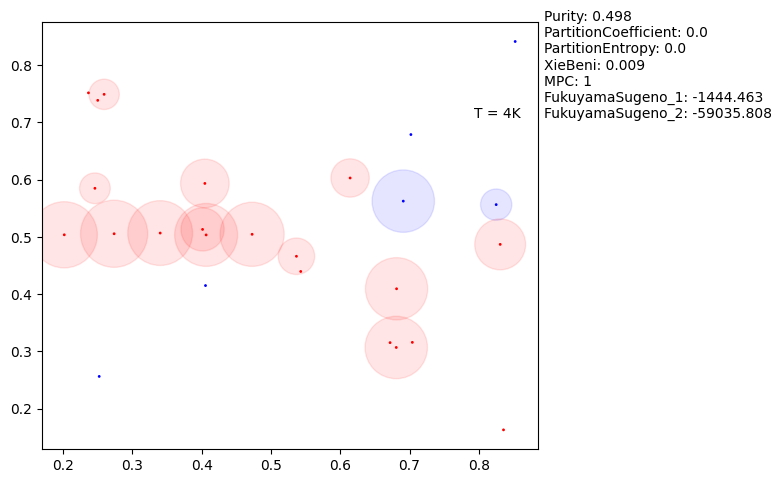 Purity: 0.498
PartitionCoefficient: 0.0
PartitionEntropy: 0.0
XieBeni: 0.009
MPC: 1
FukuyamaSugeno_1: -1444.463
FukuyamaSugeno_2: -59035.808
T = 4K
0.8
0.7
0.6
0.5
0.4
0.3
0.2
0.2 0.3 0.4 0.5 0.6 0.7 0.8